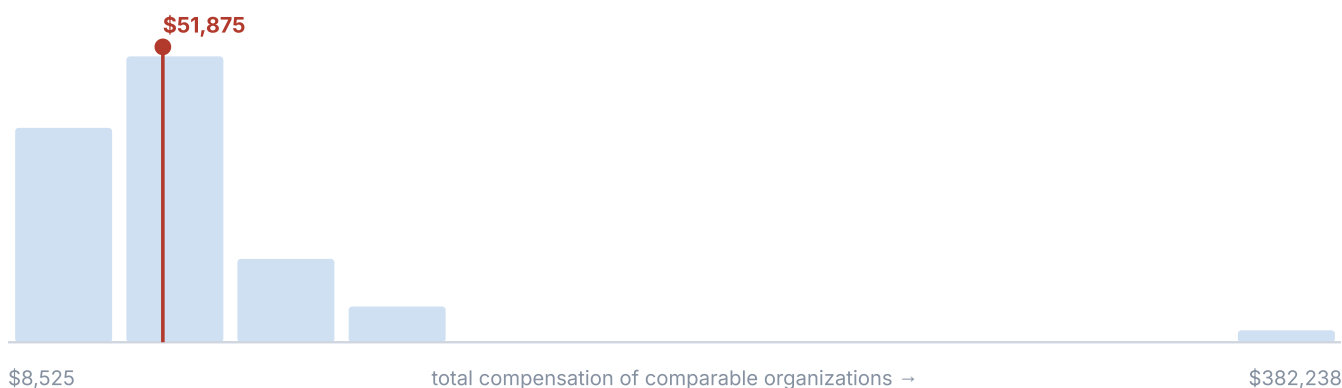 $51,875
$8,525
total compensation of comparable organizations →
$382,238